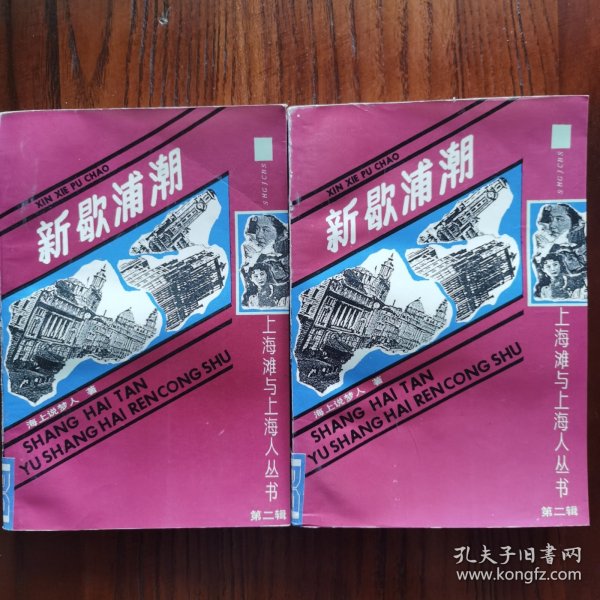 XIN XIE PU CHAO
新歇浦潮
SHGJCBS
海上说梦人 著
SHANG HAI TAN
YU SHANG HAI REN CONG SHU
上海滩与上海人丛书
第二辑
XIN XIE PU CHAO
新歇浦潮
SHGJCBS
海上说梦人 著
SHANG HAI TAN
YU SHANG HAI REN CONG SHU
上海滩与上海人丛书
第二辑
孔夫子旧书网
www.kongfz.com